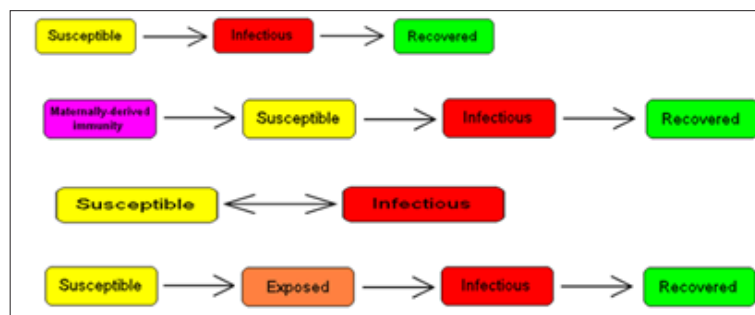 Susceptible Infectious Recovered
Maternally-derived
immunity
Susceptible Infectious Recovered
Susceptible Infectious
Susceptible Exposed Infectious Recovered